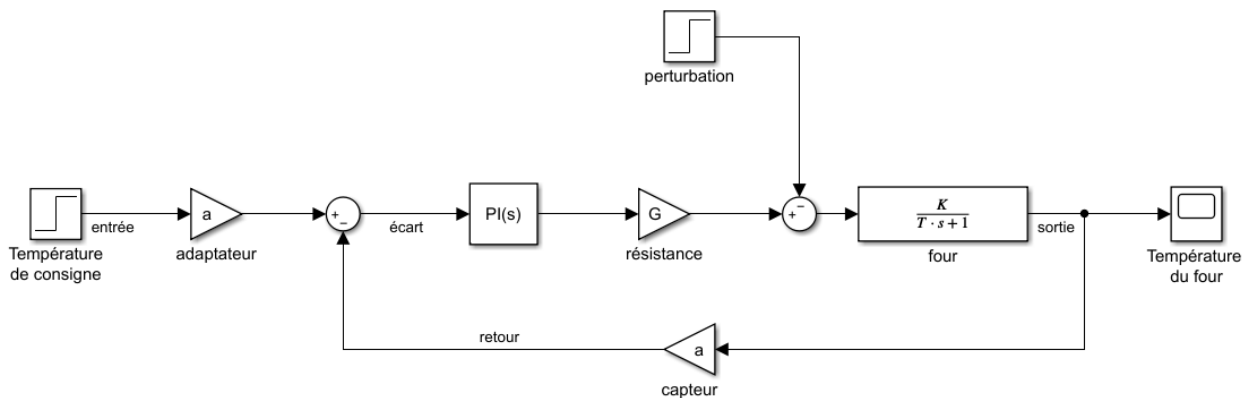 perturbation
Température
de consigne
entrée
a
adaptateur
+
−
écart
PI(s)
G
résistance
+
−
K
T · s + 1
four
sortie
Température
du four
retour
a
capteur